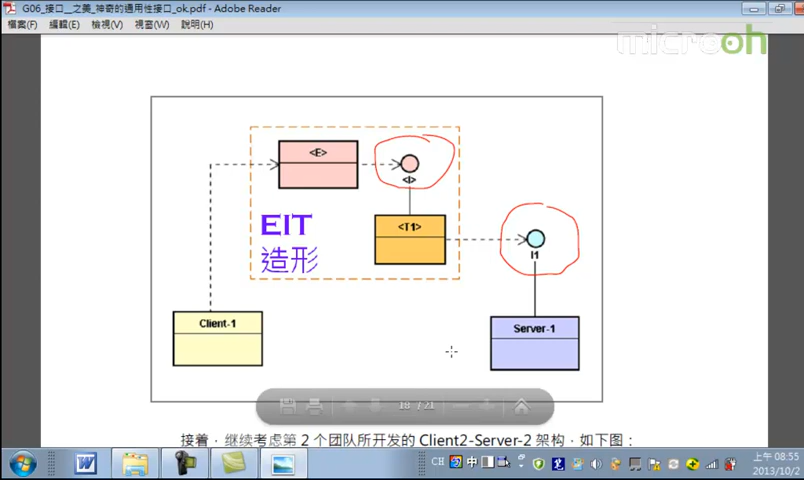 G06_接口__之美_神奇的通用性接口_ok.pdf - Adobe Reader
檔案(F) 編輯(E) 檢視(V) 視窗(W) 說明(H)
microoh
<E>
<I>
EIT
造形
<T1>
I1
Client-1
Server-1
18 / 21
接着，继续考虑第 2 个团队所开发的 Client2-Server-2 架构，如下图：
CH
中
上午 08:55
2013/10/2